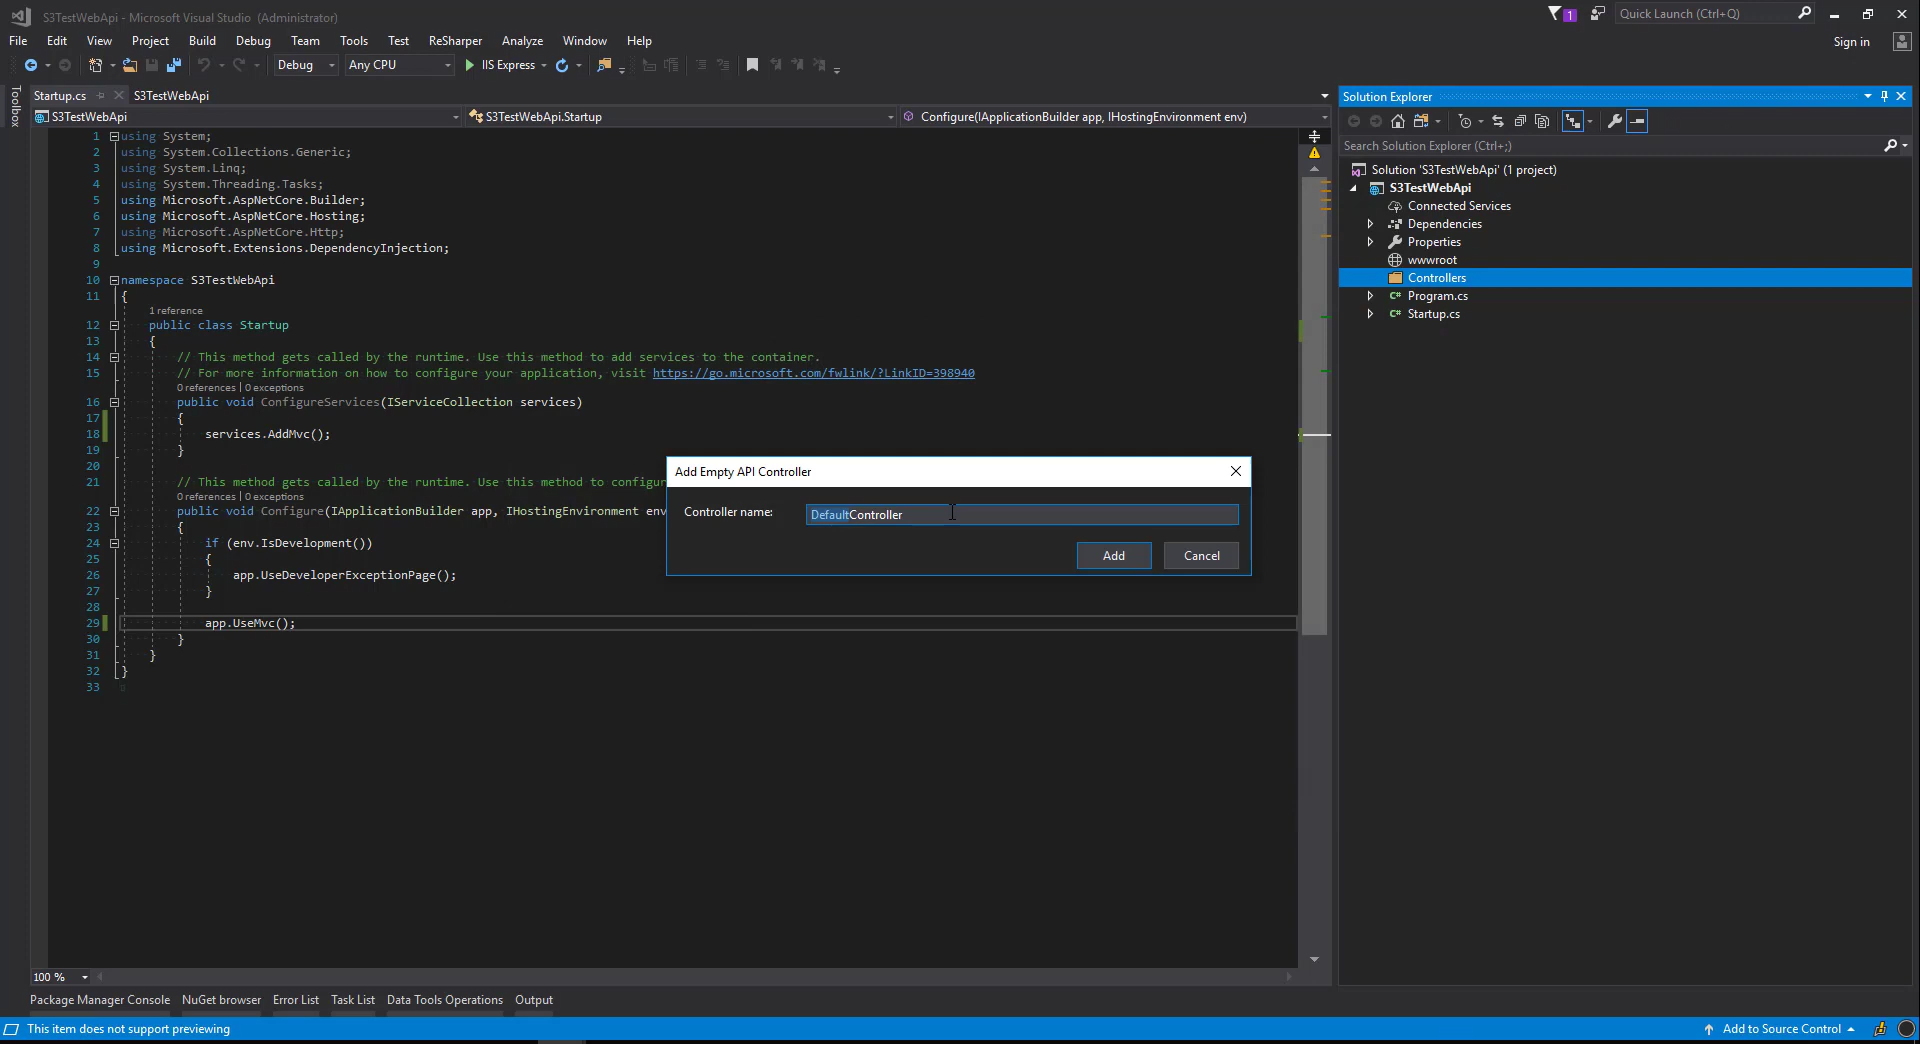 S3TestWebApi - Microsoft Visual Studio (Administrator)
1
Quick Launch (Ctrl+Q)
File Edit View Project Build Debug Team Tools Test ReSharper Analyze Window Help
Sign in
Debug Any CPU IIS Express
Toolbox
Startup.cs S3TestWebApi
S3TestWebApi S3TestWebApi.Startup Configure(IApplicationBuilder app, IHostingEnvironment env)
1 using System;
2 using System.Collections.Generic;
3 using System.Linq;
4 using System.Threading.Tasks;
5 using Microsoft.AspNetCore.Builder;
6 using Microsoft.AspNetCore.Hosting;
7 using Microsoft.AspNetCore.Http;
8 using Microsoft.Extensions.DependencyInjection;
9
10 namespace S3TestWebApi
11 {
1 reference
12 public class Startup
13 {
14 // This method gets called by the runtime. Use this method to add services to the container.
15 // For more information on how to configure your application, visit https://go.microsoft.com/fwlink/?LinkID=398940
0 references | 0 exceptions
16 public void ConfigureServices(IServiceCollection services)
17 {
18 services.AddMvc();
19 }
20
21 // This method gets called by the runtime. Use this method to configur
0 references | 0 exceptions
22 public void Configure(IApplicationBuilder app, IHostingEnvironment env
23 {
24 if (env.IsDevelopment())
25 {
26 app.UseDeveloperExceptionPage();
27 }
28
29 app.UseMvc();
30 }
31 }
32 }
33
Add Empty API Controller
Controller name: DefaultController
Add Cancel
Solution Explorer
Search Solution Explorer (Ctrl+;)
Solution 'S3TestWebApi' (1 project)
S3TestWebApi
Connected Services
Dependencies
Properties
wwwroot
Controllers
C# Program.cs
C# Startup.cs
100 %
Package Manager Console NuGet browser Error List Task List Data Tools Operations Output
This item does not support previewing
Add to Source Control